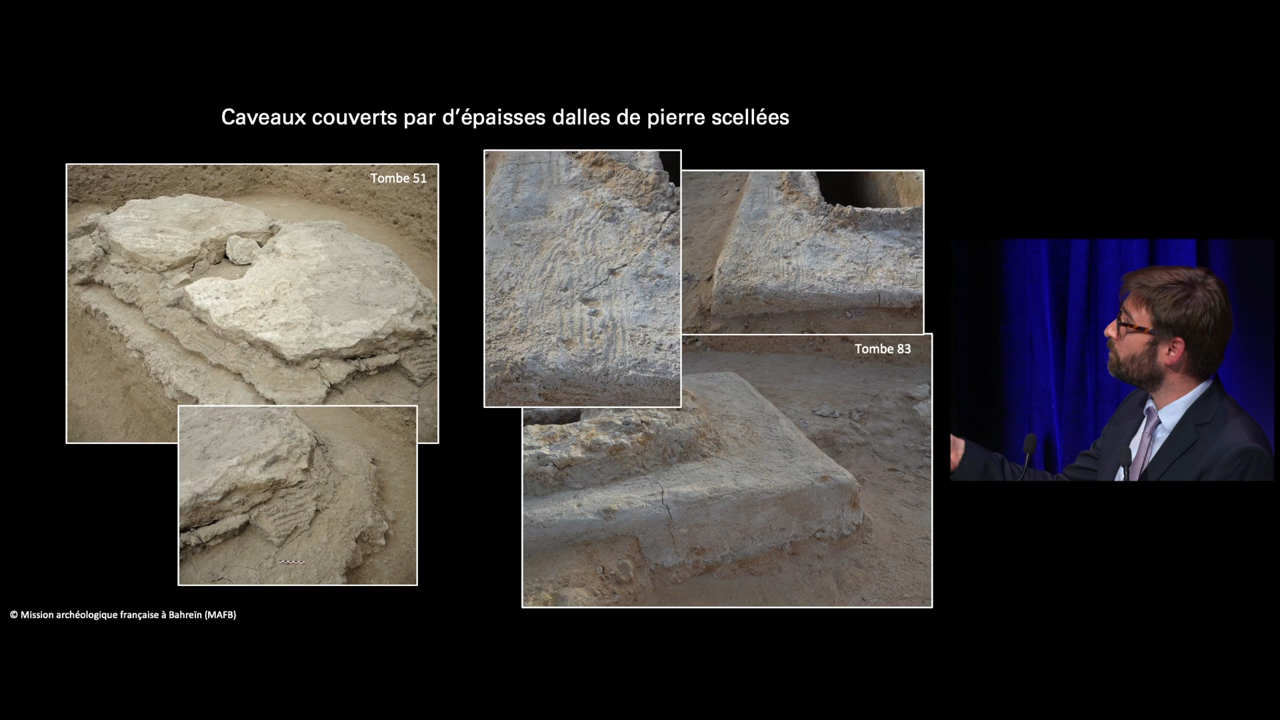 Caveaux couverts par d’épaisses dalles de pierre scellées
Tombe 51
Tombe 83
© Mission archéologique française à Bahreïn (MAFB)